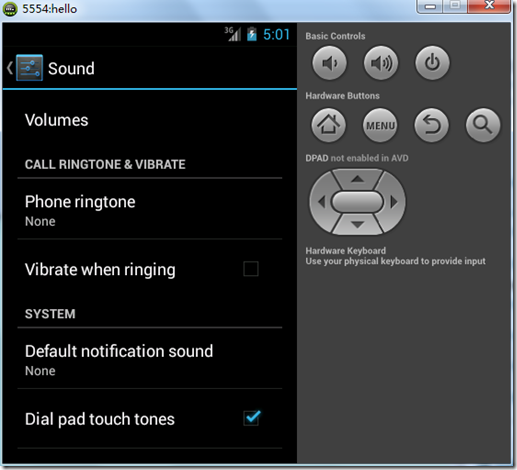 5554:hello
3G 5:01
Sound
Volumes
CALL RINGTONE & VIBRATE
Phone ringtone
None
Vibrate when ringing
SYSTEM
Default notification sound
None
Dial pad touch tones
Basic Controls
Hardware Buttons
MENU
DPAD not enabled in AVD
Hardware Keyboard
Use your physical keyboard to provide input